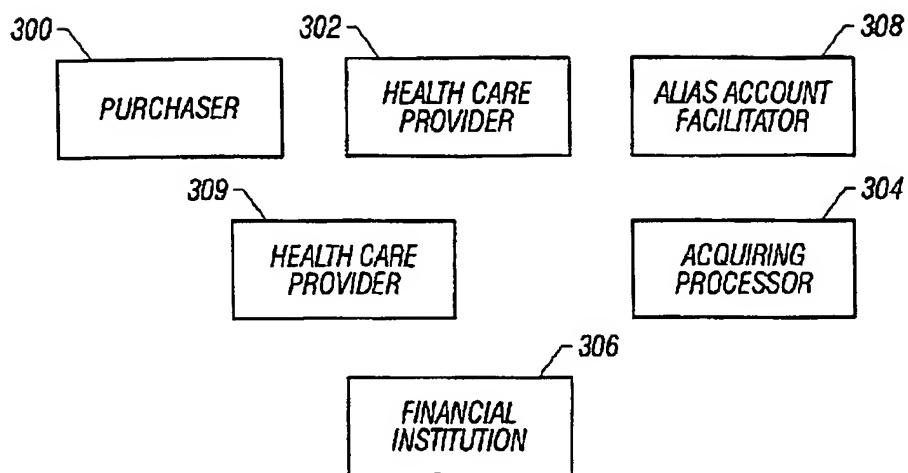 300
302
308
PURCHASER
HEALTH CARE
PROVIDER
ALIAS ACCOUNT
FACILITATOR
309
304
HEALTH CARE
PROVIDER
ACQUIRING
PROCESSOR
306
FINANCIAL
INSTITUTION